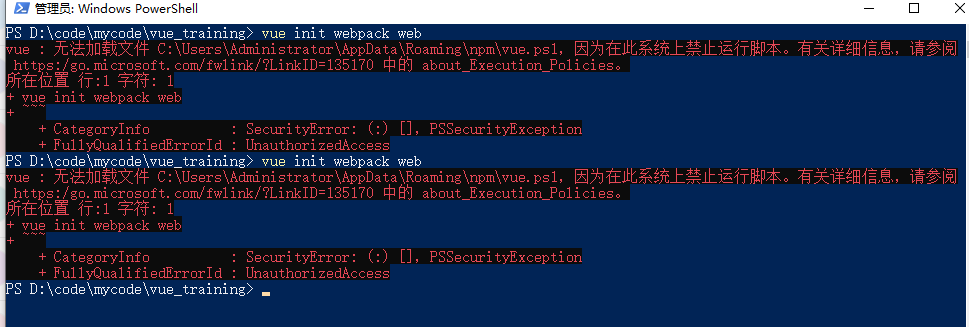 管理员: Windows PowerShell
PS D:\code\mycode\vue_training> vue init webpack web
vue : 无法加载文件 C:\Users\Administrator\AppData\Roaming\npm\vue.ps1，因为在此系统上禁止运行脚本。有关详细信息，请参阅
https:/go.microsoft.com/fwlink/?LinkID=135170 中的 about_Execution_Policies。
所在位置 行:1 字符: 1
+ vue init webpack web
+ ~~~
+ CategoryInfo          : SecurityError: (:) [], PSSecurityException
+ FullyQualifiedErrorId : UnauthorizedAccess
PS D:\code\mycode\vue_training> vue init webpack web
vue : 无法加载文件 C:\Users\Administrator\AppData\Roaming\npm\vue.ps1，因为在此系统上禁止运行脚本。有关详细信息，请参阅
https:/go.microsoft.com/fwlink/?LinkID=135170 中的 about_Execution_Policies。
所在位置 行:1 字符: 1
+ vue init webpack web
+ ~~~
+ CategoryInfo          : SecurityError: (:) [], PSSecurityException
+ FullyQualifiedErrorId : UnauthorizedAccess
PS D:\code\mycode\vue_training>